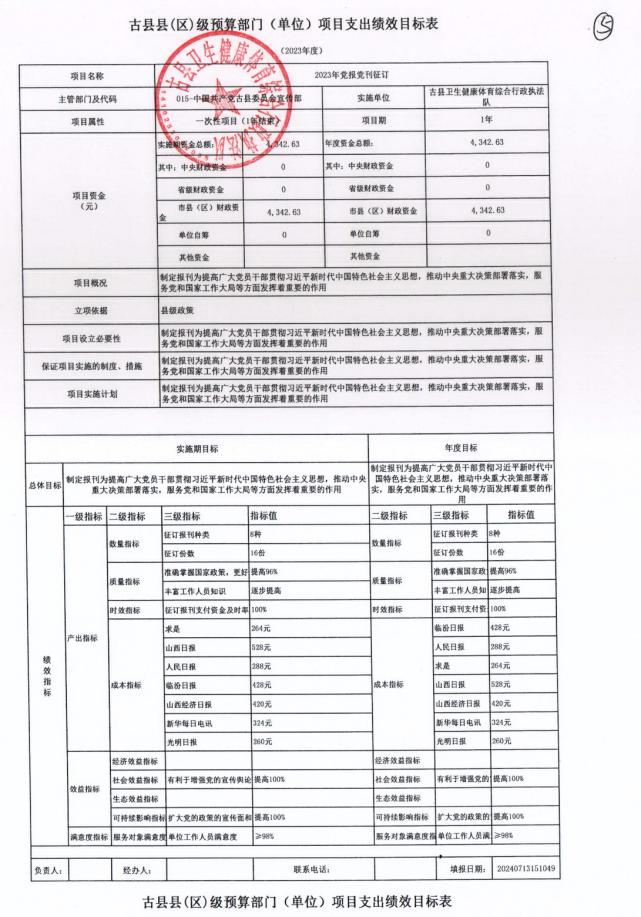 古县县(区)级预算部门（单位）项目支出绩效目标表
⑤
（2023年度）
项目名称 2023年党报党刊征订
主管部门及代码 015-中国共产党古县委员会宣传部 实施单位 古县卫生健康体育综合行政执法
队
项目属性 一次性项目（1年结束） 项目期 1年
项目资金
（元）
实施期资金总额： 4,342.63 年度资金总额： 4,342.63
其中：中央财政资金 0 其中：中央财政资金 0
省级财政资金 0 省级财政资金 0
市县（区）财政资
金 4,342.63 市县（区）财政资金 4,342.63
单位自筹 0 单位自筹 0
其他资金 其他资金
项目概况 制定报刊为提高广大党员干部贯彻习近平新时代中国特色社会主义思想，推动中央重大决策部署落实，服
务党和国家工作大局等方面发挥着重要的作用
立项依据 县级政策
项目设立必要性 制定报刊为提高广大党员干部贯彻习近平新时代中国特色社会主义思想，推动中央重大决策部署落实，服
务党和国家工作大局等方面发挥着重要的作用
保证项目实施的制度、措施 制定报刊为提高广大党员干部贯彻习近平新时代中国特色社会主义思想，推动中央重大决策部署落实，服
务党和国家工作大局等方面发挥着重要的作用
项目实施计划 制定报刊为提高广大党员干部贯彻习近平新时代中国特色社会主义思想，推动中央重大决策部署落实，服
务党和国家工作大局等方面发挥着重要的作用
实施期目标 年度目标
总体目标
制定报刊为提高广大党员干部贯彻习近平新时代中国特色社会主义思想，推动中央
重大决策部署落实，服务党和国家工作大局等方面发挥着重要的作用
制定报刊为提高广大党员干部贯彻习近平新时代中
国特色社会主义思想，推动中央重大决策部署落
实，服务党和国家工作大局等方面发挥着重要的作
用
绩效指标
一级指标 二级指标 三级指标 指标值 二级指标 三级指标 指标值
产出指标
数量指标 征订报刊种类 8种 数量指标 征订报刊种类 8种
征订份数 16份 征订份数 16份
质量指标 准确掌握国家政策，更好 提高96% 质量指标 准确掌握国家政 提高96%
丰富工作人员知识 逐步提高 丰富工作人员知 逐步提高
时效指标 征订报刊支付资金及时率 100% 时效指标 征订报刊支付资 100%
成本指标 求是 264元 成本指标 临汾日报 428元
山西日报 528元 人民日报 288元
人民日报 288元 求是 264元
临汾日报 428元 山西日报 528元
山西经济日报 420元 山西经济日报 420元
新华每日电讯 324元 新华每日电讯 324元
光明日报 260元 光明日报 260元
效益指标
经济效益指标 经济效益指标
社会效益指标 有利于增强党的宣传舆论 提高100% 社会效益指标 有利于增强党的 提高100%
生态效益指标 生态效益指标
可持续影响指标 扩大党的政策的宣传面和 提高100% 可持续影响指标 扩大党的政策的 提高100%
满意度指标 服务对象满意度 单位工作人员满意度 ≥98% 服务对象满意度指 单位工作人员满 ≥98%
负责人： 经办人： 联系电话： 填报日期： 20240713151049
古县县(区)级预算部门（单位）项目支出绩效目标表
古县卫生健康体育综合行政执法队